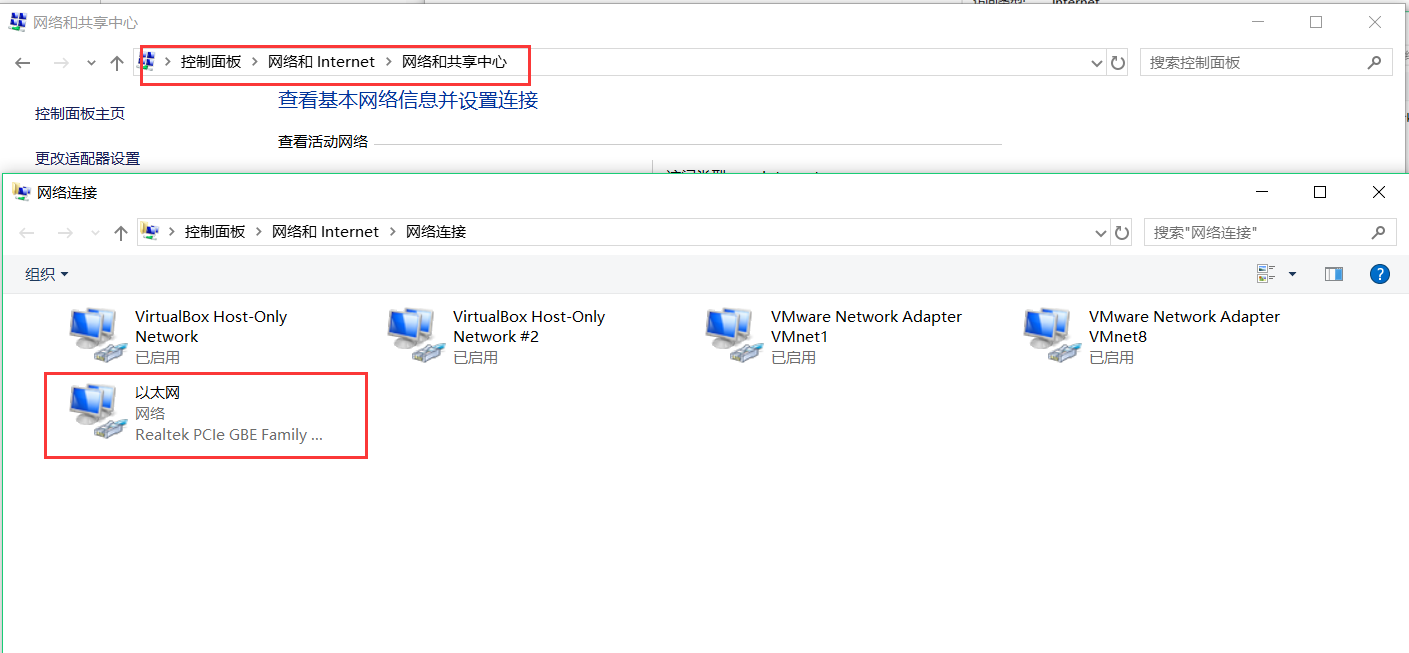 Internet
网络和共享中心
控制面板 网络和 Internet 网络和共享中心
搜索控制面板
控制面板主页
查看基本网络信息并设置连接
查看活动网络
更改适配器设置
网络连接
控制面板 网络和 Internet 网络连接
搜索"网络连接"
组织
?
VirtualBox Host-Only
Network
已启用
VirtualBox Host-Only
Network #2
已启用
VMware Network Adapter
VMnet1
已启用
VMware Network Adapter
VMnet8
已启用
以太网
网络
Realtek PCIe GBE Family ...